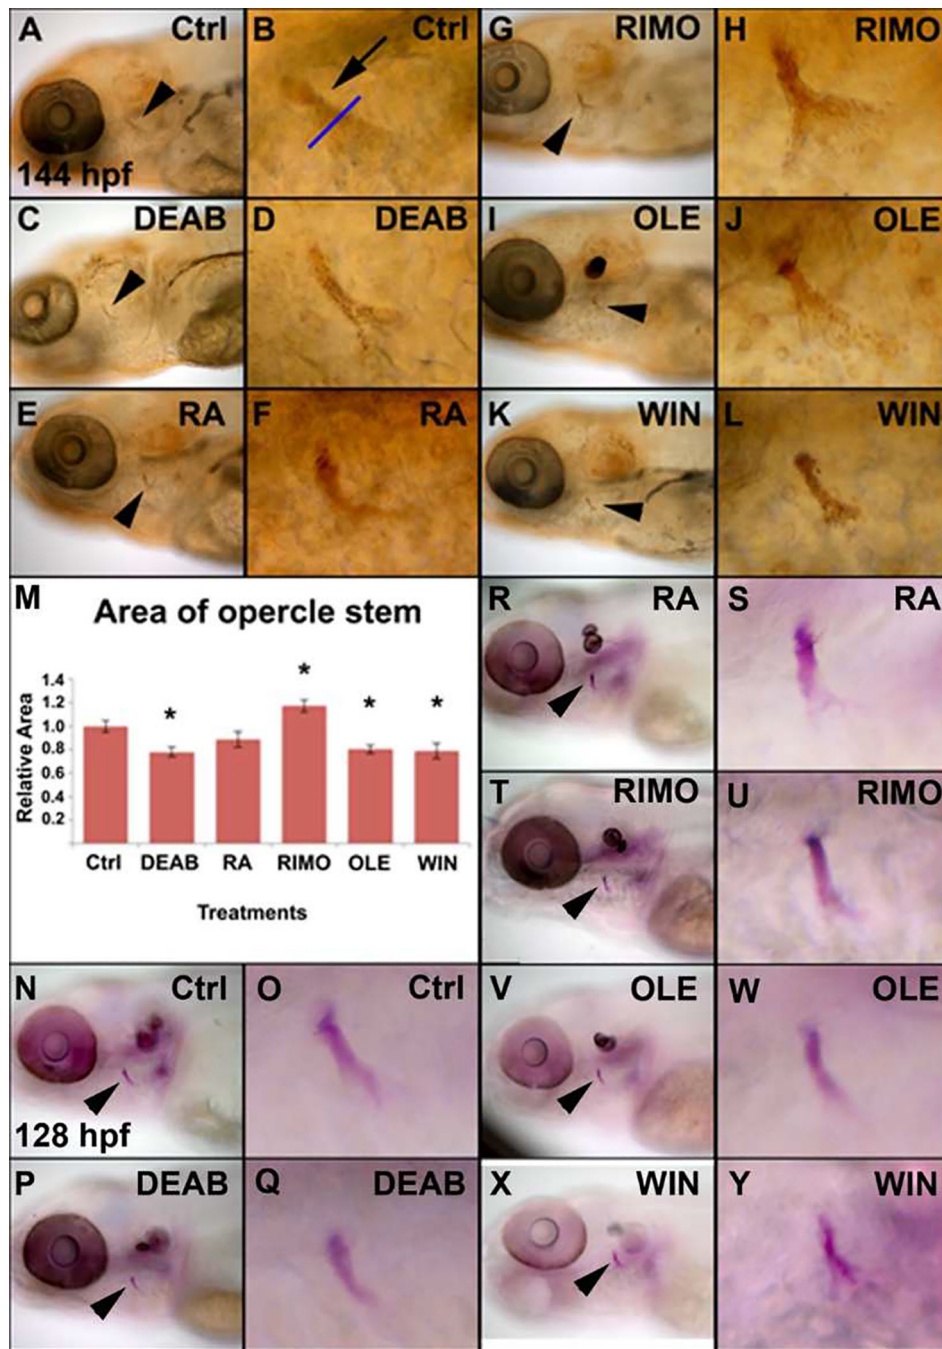 A Ctrl
144 hpf
B Ctrl
G RIMO
H RIMO
C DEAB
D DEAB
I OLE
J OLE
E RA
F RA
K WIN
L WIN
M
Area of opercle stem
Relative Area
1.4
1.2
1.0
0.8
0.6
0.4
0.2
* * * *
Ctrl DEAB RA RIMO OLE WIN
Treatments
R RA
S RA
T RIMO
U RIMO
N Ctrl
128 hpf
O Ctrl
V OLE
W OLE
P DEAB
Q DEAB
X WIN
Y WIN